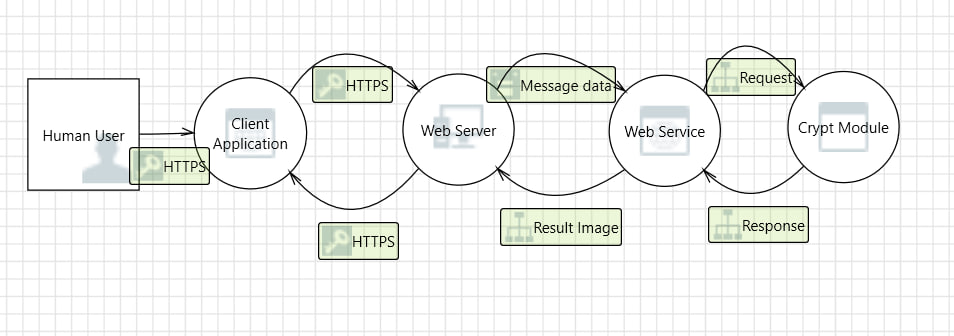 Human User
HTTPS
Client
Application
HTTPS
HTTPS
Web Server
Message data
Result Image
Web Service
Request
Response
Crypt Module